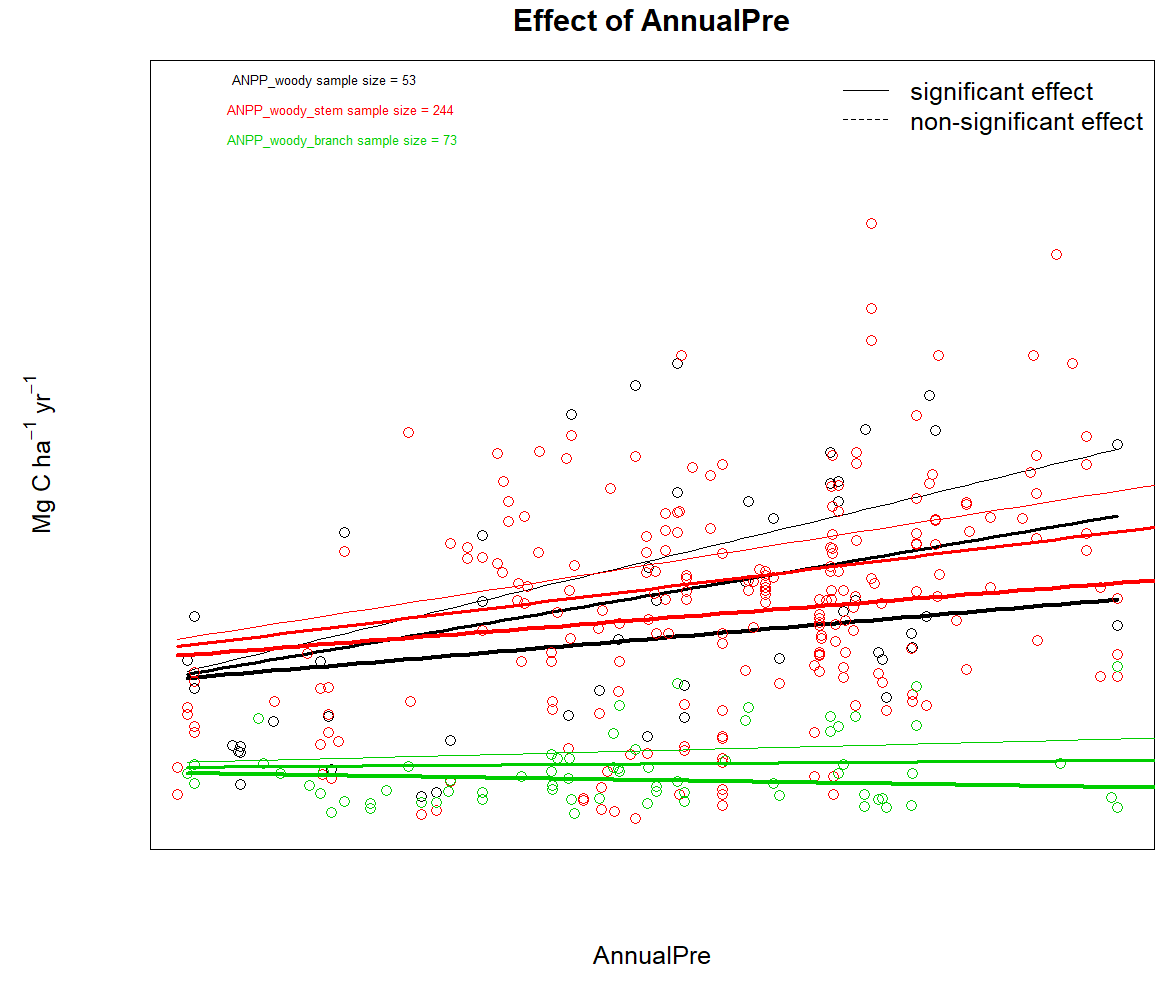 Effect of AnnualPre
ANPP_woody sample size = 53
ANPP_woody_stem sample size = 244
ANPP_woody_branch sample size = 73
significant effect
non-significant effect
Mg C ha⁻¹ yr⁻¹
AnnualPre